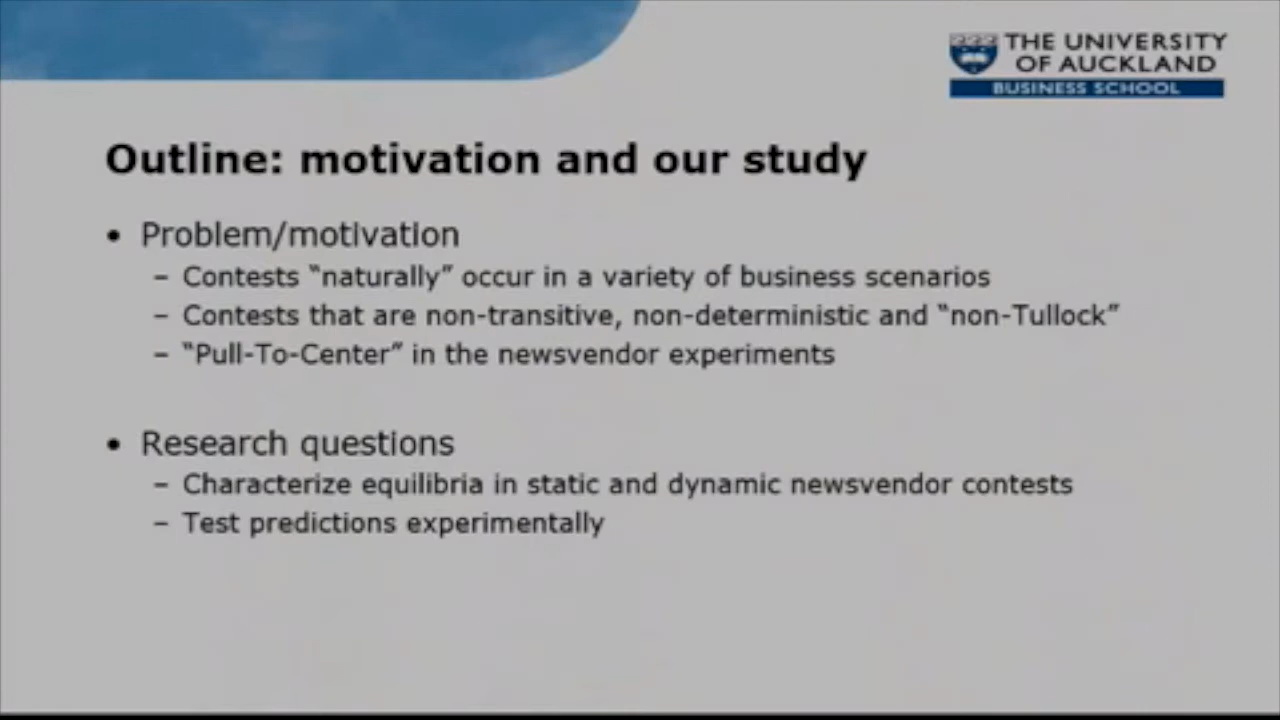 THE UNIVERSITY
OF AUCKLAND
BUSINESS SCHOOL
Outline: motivation and our study
• Problem/motivation
– Contests “naturally” occur in a variety of business scenarios
– Contests that are non-transitive, non-deterministic and “non-Tullock”
– “Pull-To-Center” in the newsvendor experiments
• Research questions
– Characterize equilibria in static and dynamic newsvendor contests
– Test predictions experimentally